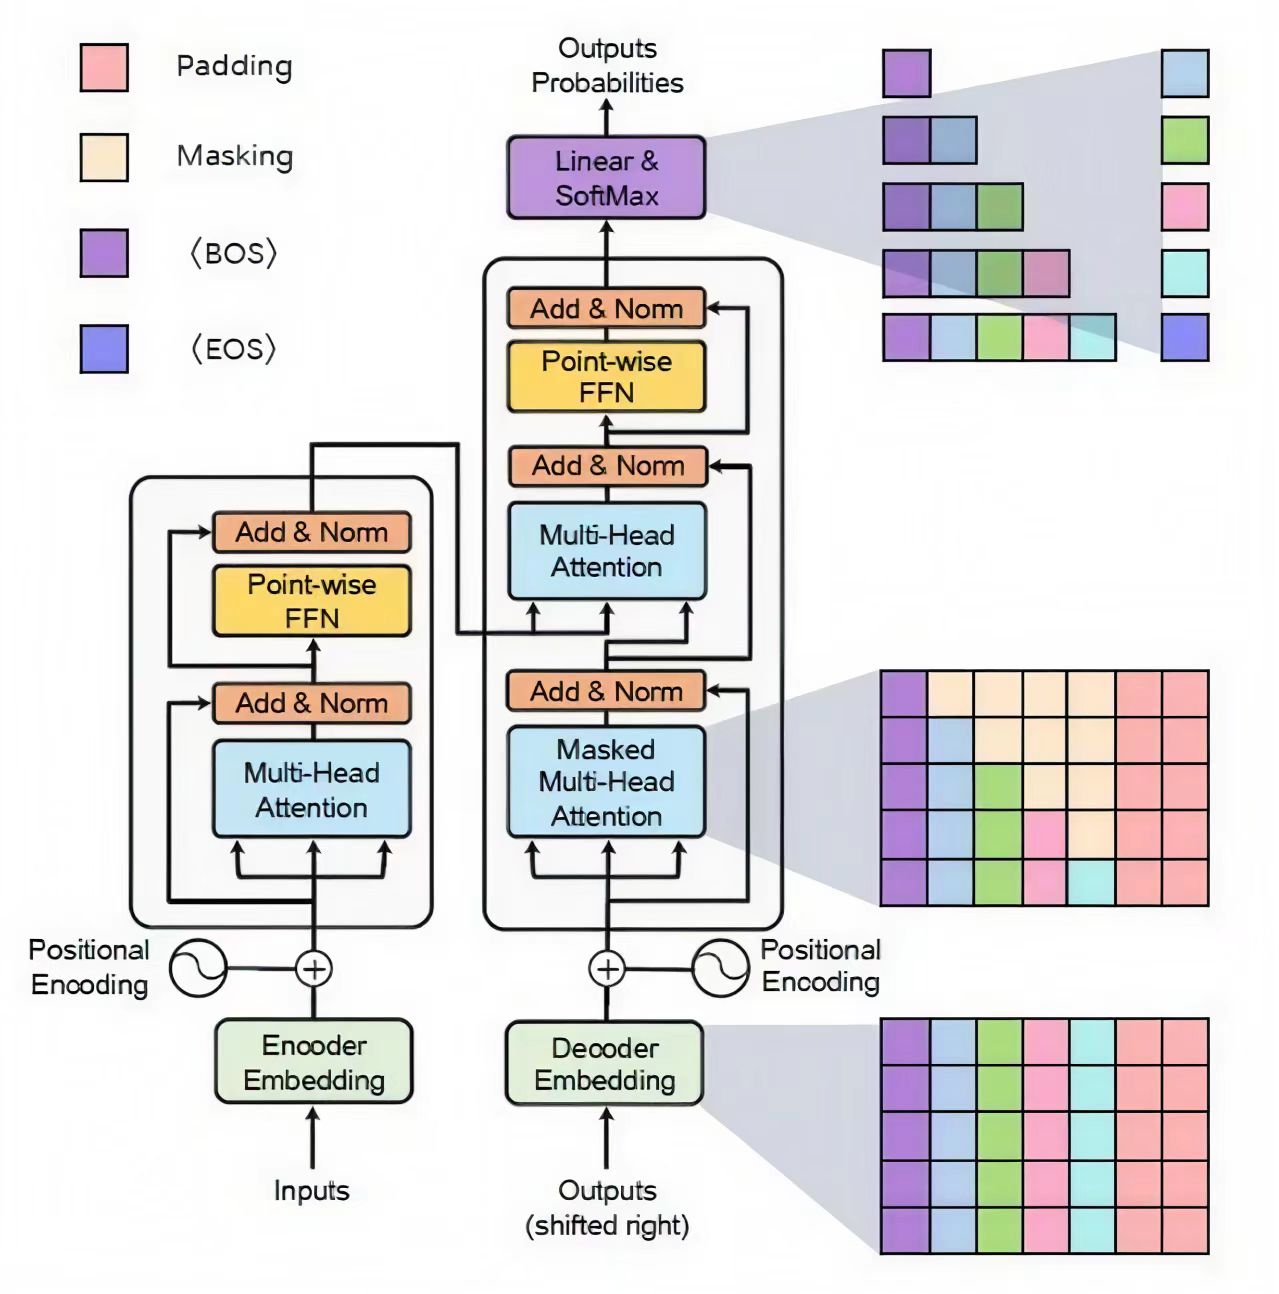 Padding
Masking
⟨BOS⟩
⟨EOS⟩
Outputs
Probabilities
Linear &
SoftMax
Add & Norm
Point-wise
FFN
Add & Norm
Multi-Head
Attention
Add & Norm
Masked
Multi-Head
Attention
Positional
Encoding
Decoder
Embedding
Outputs
(shifted right)
Add & Norm
Point-wise
FFN
Add & Norm
Multi-Head
Attention
Positional
Encoding
Encoder
Embedding
Inputs